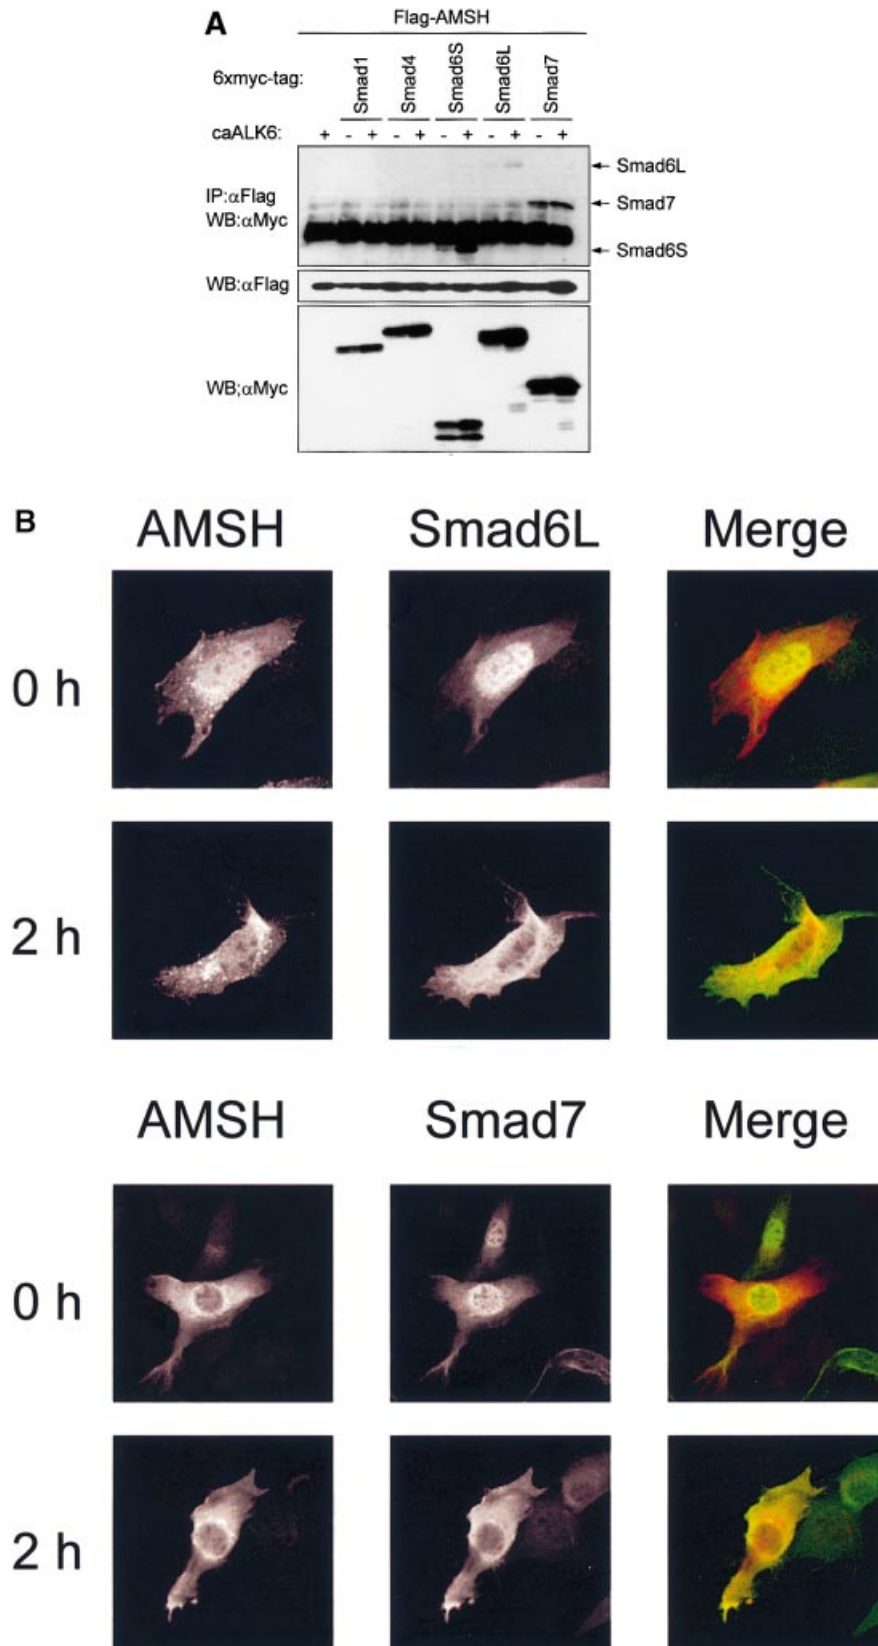 A
Flag-AMSH
6xmyc-tag: Smad1 Smad4 Smad6S Smad6L Smad7
caALK6: + - + - + - + - + - +
IP:αFlag
WB:αMyc
Smad6L
Smad7
Smad6S
WB:αFlag
WB;αMyc
B
AMSH Smad6L Merge
0 h
2 h
AMSH Smad7 Merge
0 h
2 h